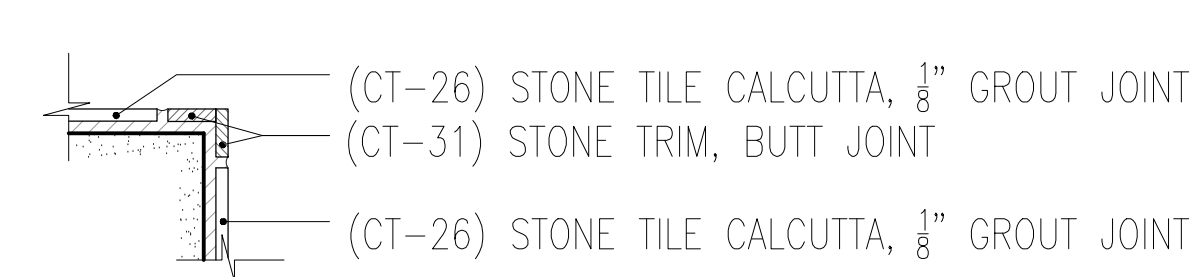 (CT-26) STONE TILE CALCUTTA, 1/8" GROUT JOINT
(CT-31) STONE TRIM, BUTT JOINT
(CT-26) STONE TILE CALCUTTA, 1/8" GROUT JOINT